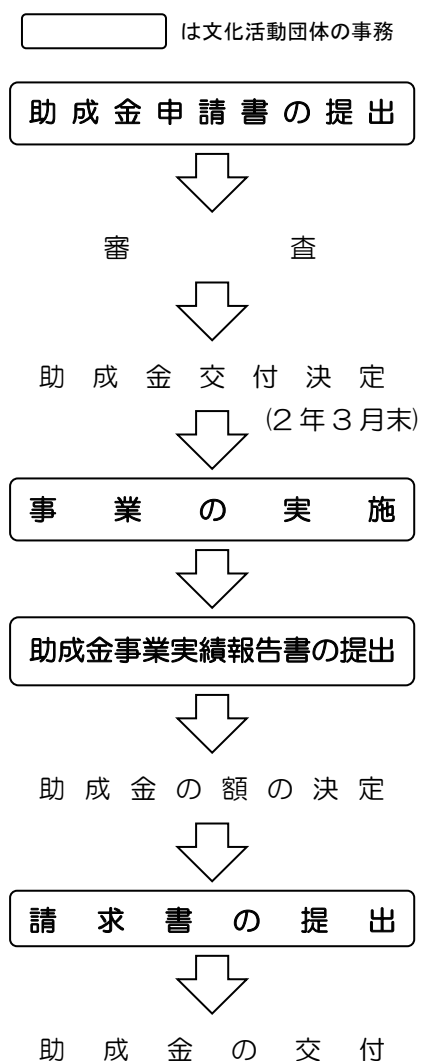 は文化活動団体の事務
助成金申請書の提出
審査
助成金交付決定
(2年3月末)
事業の実施
助成金事業実績報告書の提出
助成金の額の決定
請求書の提出
助成金の交付